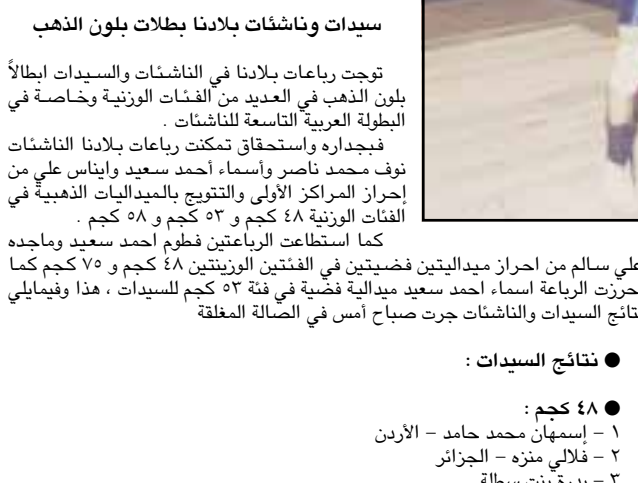 سيدات وناشئات بلادنا بطلات بلون الذهب
توجت رباعات بلادنا في الناشئات والسيدات ابطالاً
بلون الذهب في العديد من الفئات الوزنية وخاصة في
البطولة العربية التاسعة للناشئات .
فبجداره واستحقاق تمكنت رباعات بلادنا الناشئات
نوف محمد ناصر وأسماء أحمد سعيد وايناس علي من
إحراز المراكز الأولى والتتويج بالميداليات الذهبية في
الفئات الوزنية ٤٨ كجم و ٥٣ كجم و ٥٨ كجم .
كما استطاعت الرباعتين فطوم احمد سعيد وماجده
علي سالم من احراز ميداليتين فضيتين في الفئتين الوزينتين ٤٨ كجم و ٧٥ كجم كما
حرزت الرباعة اسماء احمد سعيد ميدالية فضية في فئة ٥٣ كجم للسيدات ، هذا وفيمايلي
تائج السيدات والناشئات جرت صباح أمس في الصالة المغلقة
● نتائج السيدات :
● ٤٨ كجم :
١ – إسمهان محمد حامد – الأردن
٢ – فلالي منزه – الجزائر
٣ –